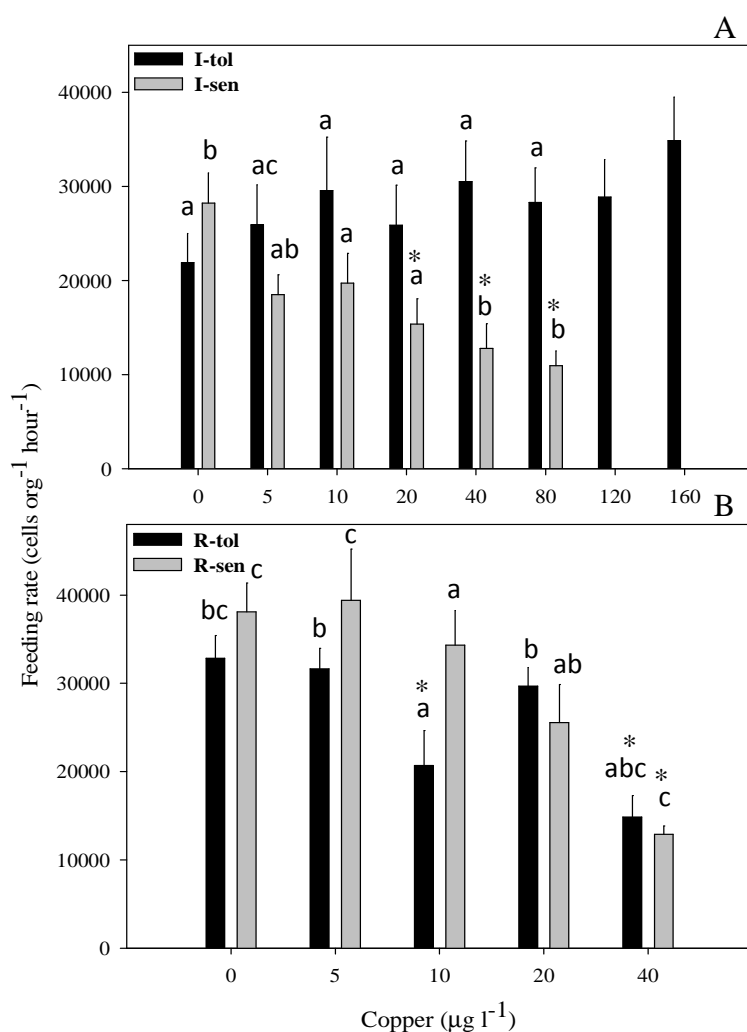 A
I-tol
I-sen
40000
30000
20000
10000
0
a
b
ac
ab
a
a
a
*
a
a
*
b
a
*
b
0 5 10 20 40 80 120 160
Feeding rate (cells org-1 hour-1)
B
R-tol
R-sen
40000
30000
20000
10000
0
bc
c
b
c
*
a
a
b
ab
*
abc
*
c
0 5 10 20 40
Copper (µg l-1)